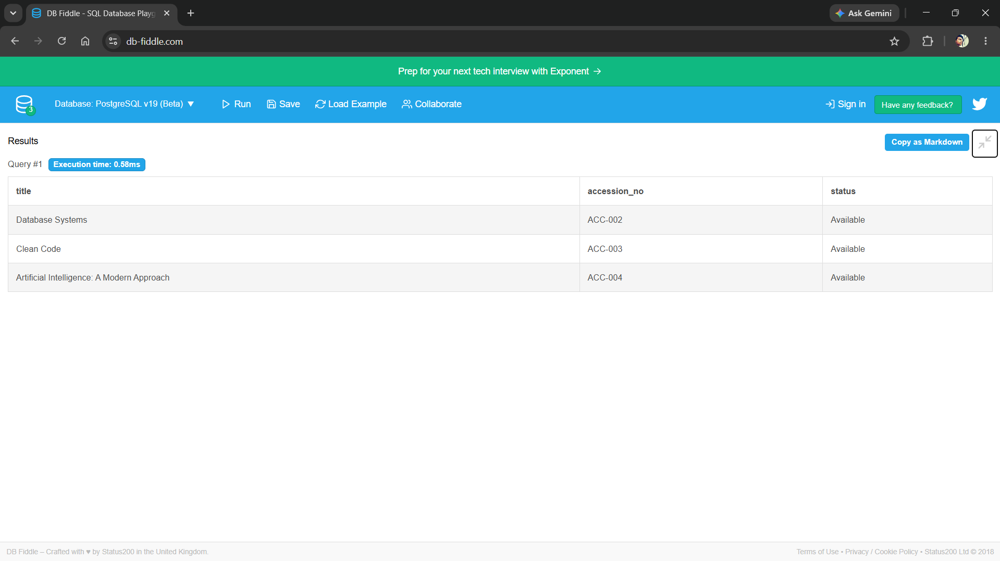 DB Fiddle - SQL Database Playg
Ask Gemini
db-fiddle.com
Prep for your next tech interview with Exponent →
3
Database: PostgreSQL v19 (Beta) ▼
Run
Save
Load Example
Collaborate
Sign in
Have any feedback?
Results
Copy as Markdown
Query #1 Execution time: 0.58ms
title accession_no status
Database Systems ACC-002 Available
Clean Code ACC-003 Available
Artificial Intelligence: A Modern Approach ACC-004 Available
DB Fiddle – Crafted with ♥ by Status200 in the United Kingdom.
Terms of Use • Privacy / Cookie Policy • Status200 Ltd © 2018